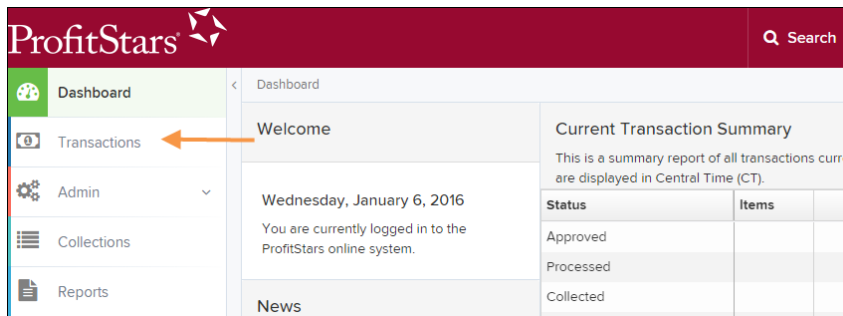 ProfitStars®
Search
Dashboard
Transactions
Admin
Collections
Reports
Dashboard
Welcome
Wednesday, January 6, 2016
You are currently logged in to the
ProfitStars online system.
News
Current Transaction Summary
This is a summary report of all transactions curr
are displayed in Central Time (CT).
Status Items
Approved
Processed
Collected